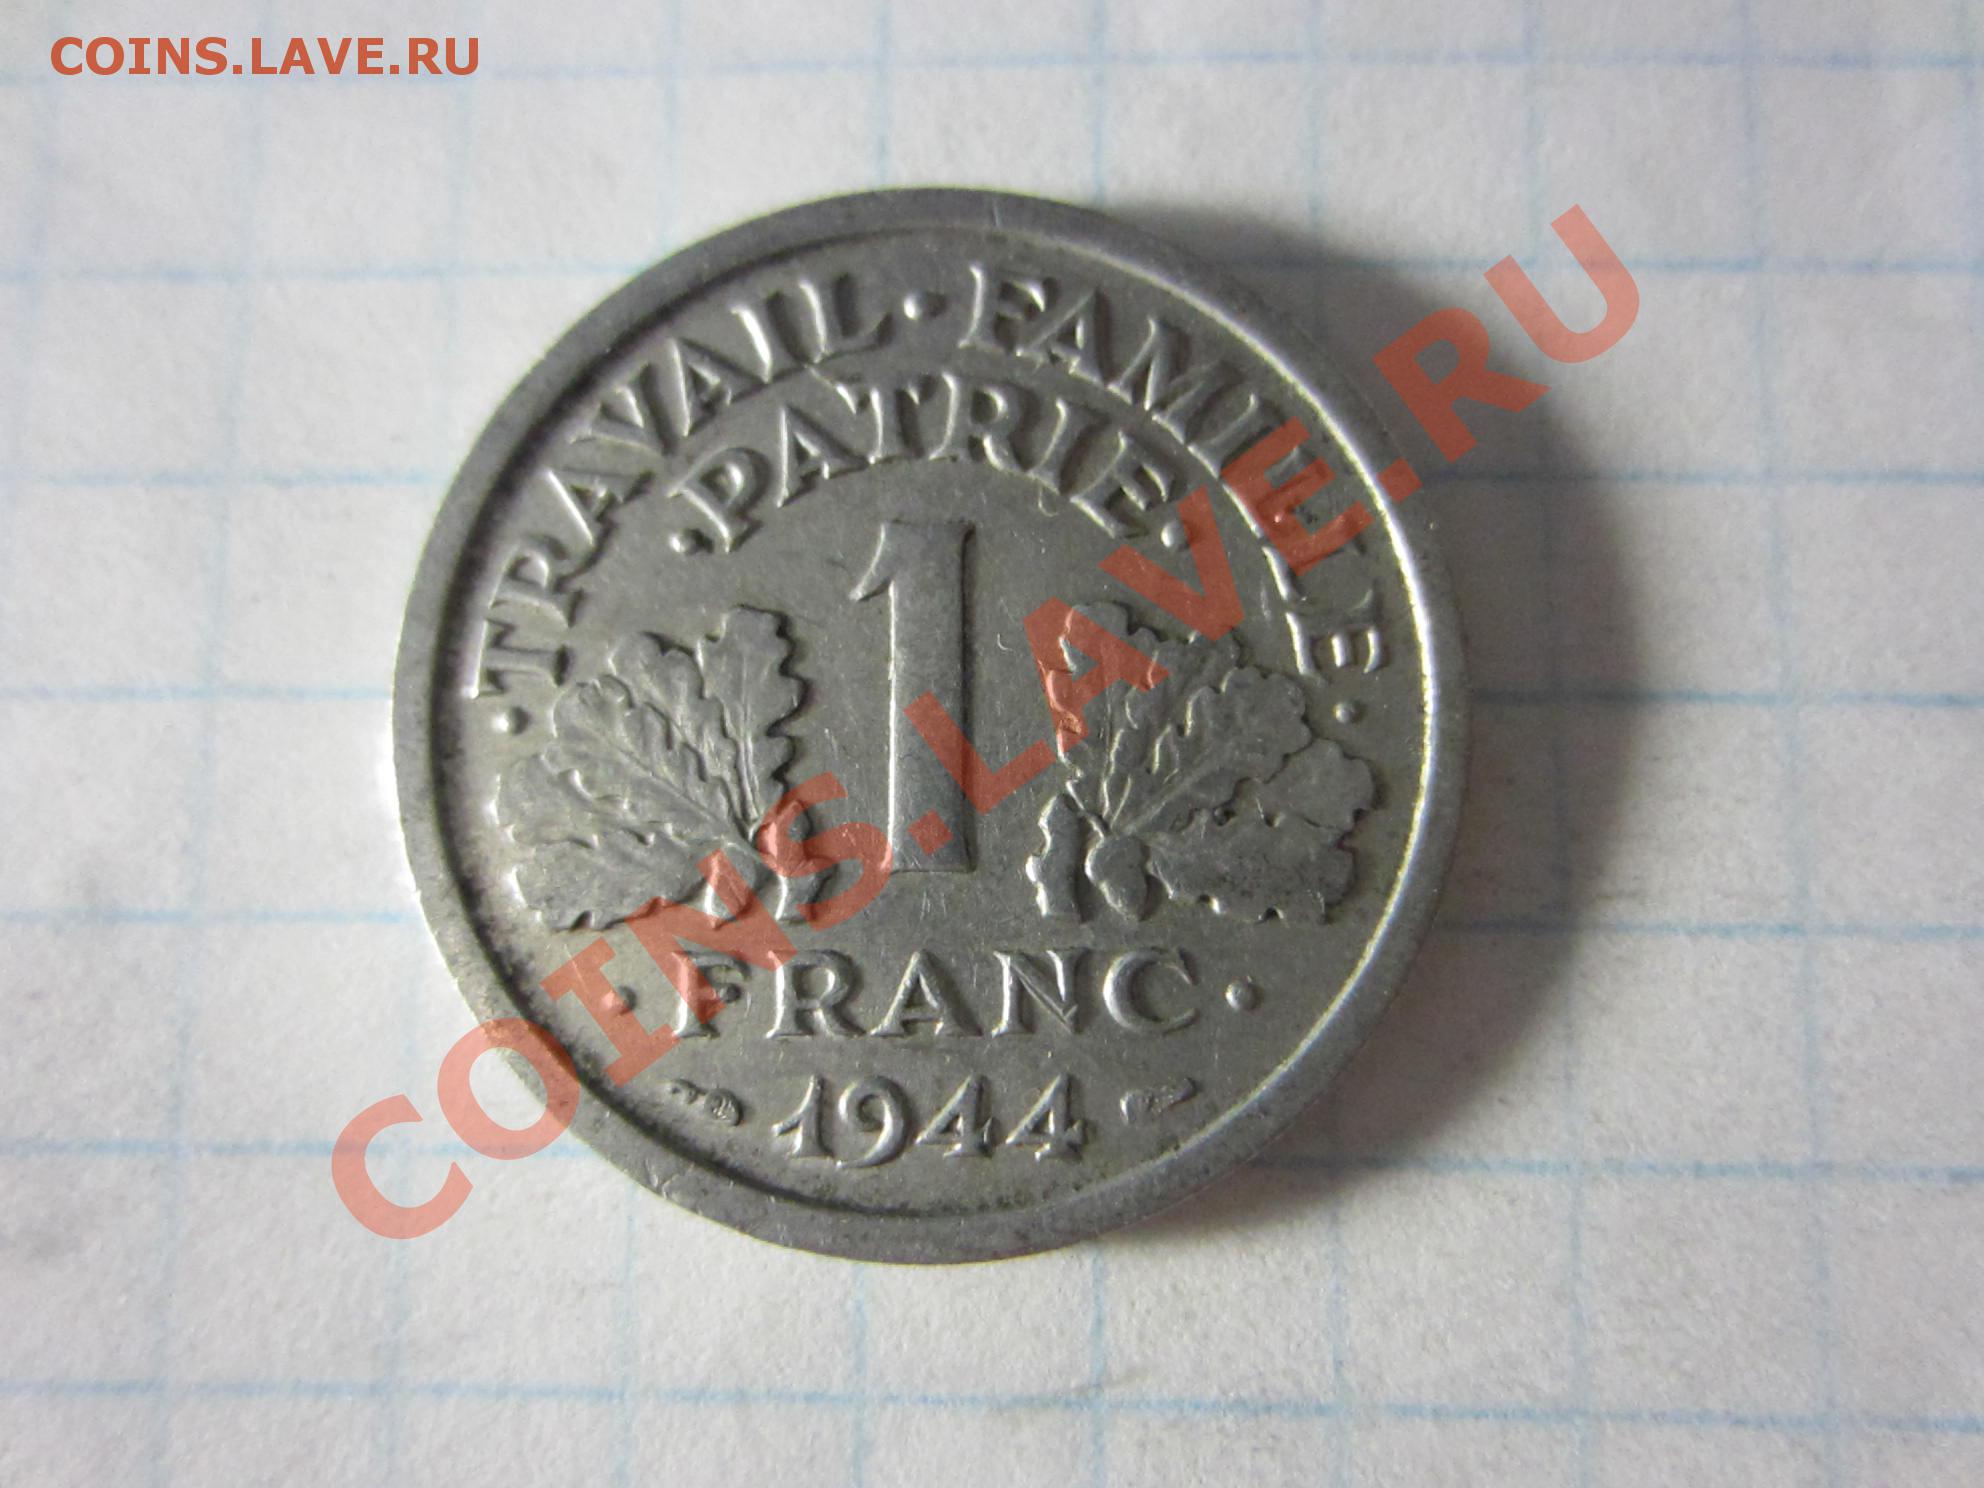 COINS.LAVE.RU
· TRAVAIL · FAMILLE ·
· PATRIE ·
1
· FRANC ·
1944
COINS.LAVE.RU